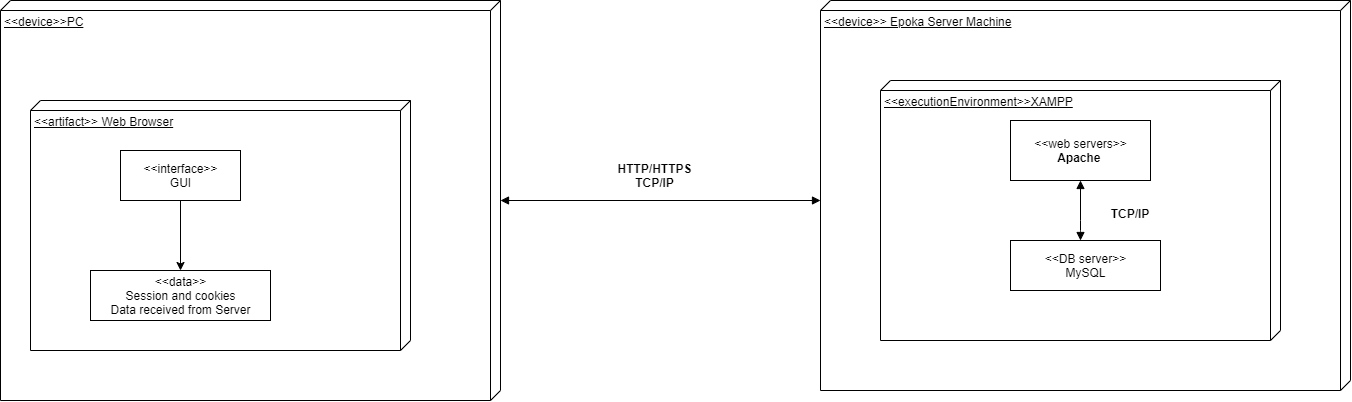 <<device>>PC
<<artifact>> Web Browser
<<interface>>
GUI
<<data>>
Session and cookies
Data received from Server
HTTP/HTTPS
TCP/IP
<<device>> Epoka Server Machine
<<executionEnvironment>>XAMPP
<<web servers>>
Apache
TCP/IP
<<DB server>>
MySQL